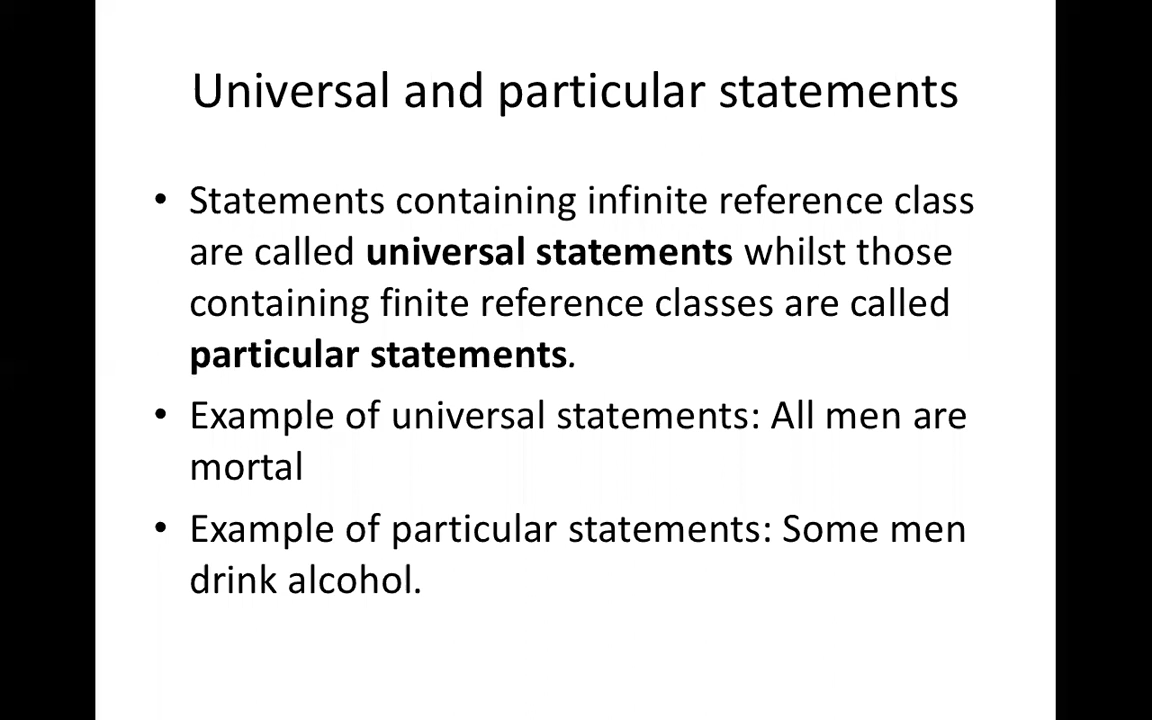 Universal and particular statements
• Statements containing infinite reference class
are called universal statements whilst those
containing finite reference classes are called
particular statements.
• Example of universal statements: All men are
mortal
• Example of particular statements: Some men
drink alcohol.